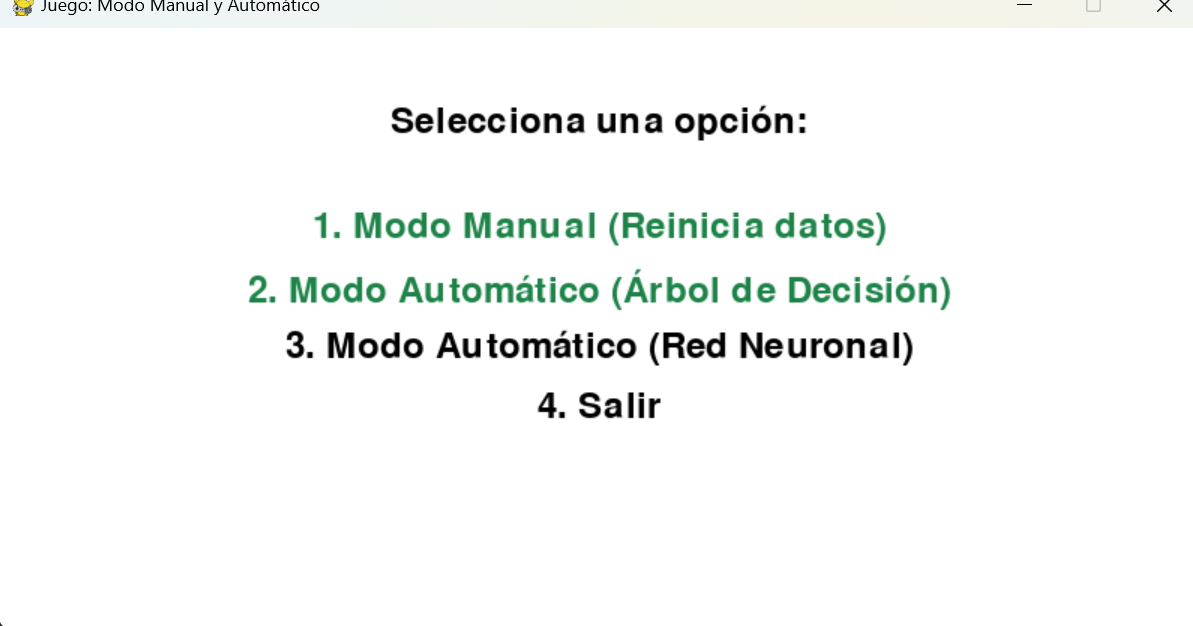 Juego: Modo Manual y Automático
Selecciona una opción:
1. Modo Manual (Reinicia datos)
2. Modo Automático (Árbol de Decisión)
3. Modo Automático (Red Neuronal)
4. Salir